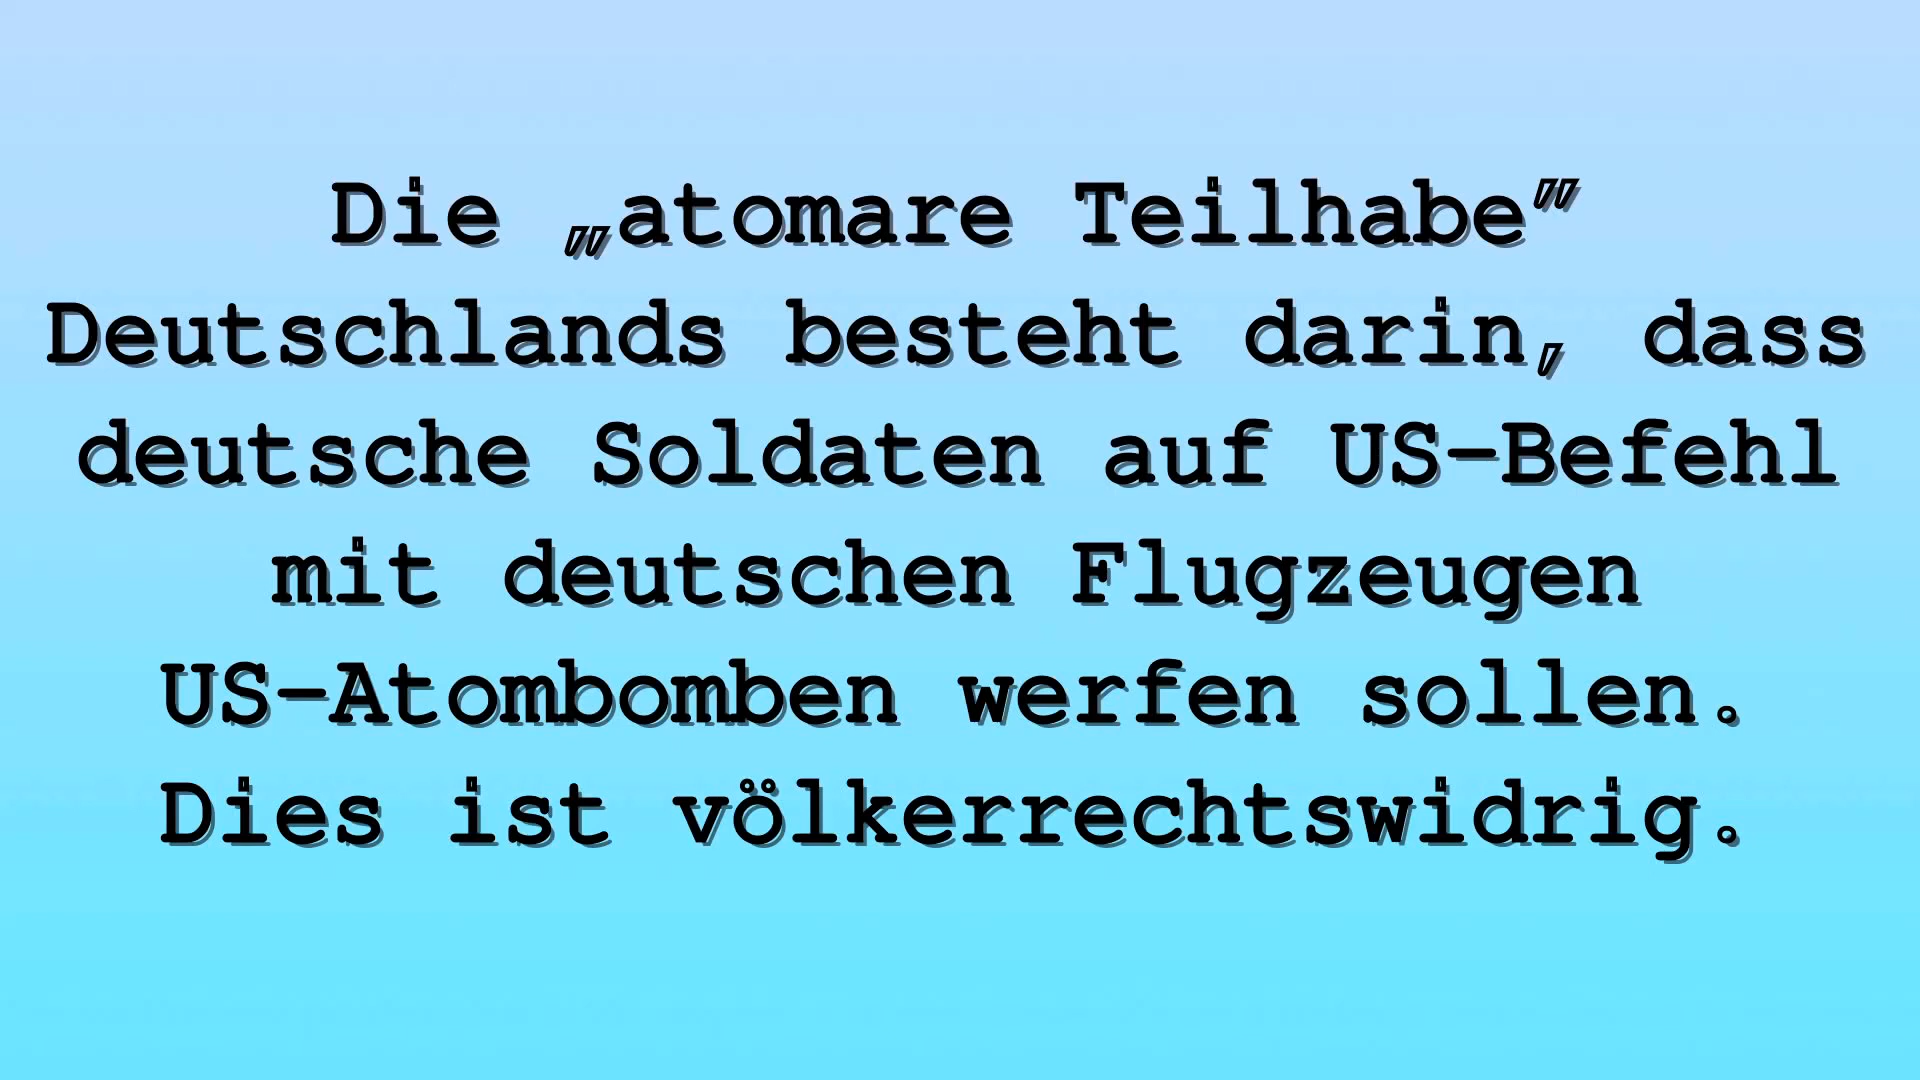 Die „atomare Teilhabe”
Deutschlands besteht darin, dass
deutsche Soldaten auf US-Befehl
mit deutschen Flugzeugen
US-Atombomben werfen sollen.
Dies ist völkerrechtswidrig.